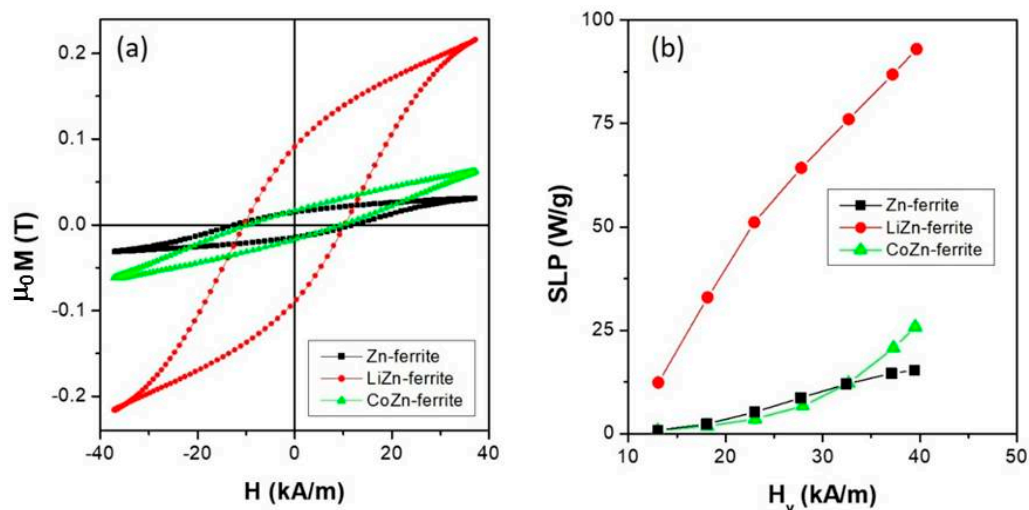 (a)
0.2
0.1
0.0
-0.1
-0.2
μ₀M (T)
-40
-20
0
20
40
H (kA/m)
Zn-ferrite
LiZn-ferrite
CoZn-ferrite
(b)
100
75
50
25
0
SLP (W/g)
10
20
30
40
50
Hᵥ (kA/m)
Zn-ferrite
LiZn-ferrite
CoZn-ferrite